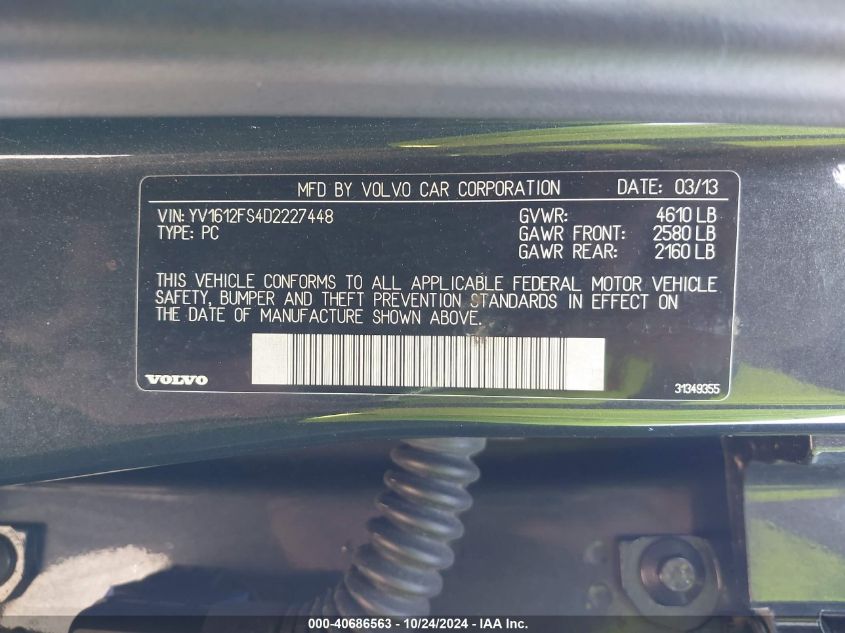 MFD BY VOLVO CAR CORPORATION DATE: 03/13
VIN: YV1612FS4D2227448 GVWR: 4610 LB
TYPE: PC GAWR FRONT: 2580 LB
GAWR REAR: 2160 LB
THIS VEHICLE CONFORMS TO ALL APPLICABLE FEDERAL MOTOR VEHICLE
SAFETY, BUMPER AND THEFT PREVENTION STANDARDS IN EFFECT ON
THE DATE OF MANUFACTURE SHOWN ABOVE.
VOLVO 31349355
000-40686563 - 10/24/2024 - IAA Inc.